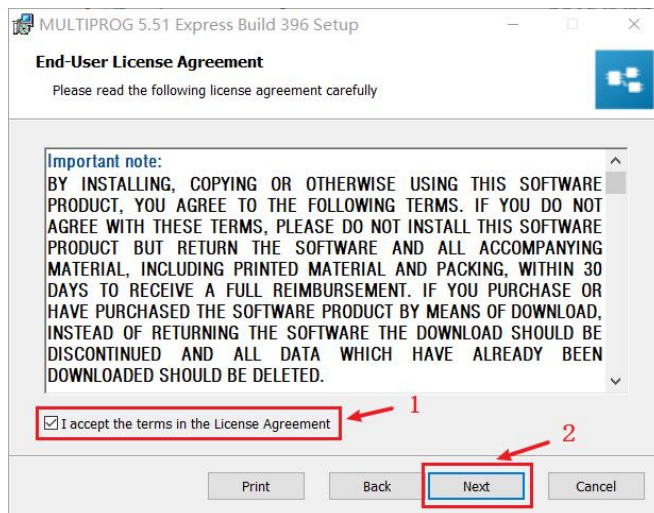 MULTIPROG 5.51 Express Build 396 Setup
End-User License Agreement
Please read the following license agreement carefully
Important note:
BY INSTALLING, COPYING OR OTHERWISE USING THIS SOFTWARE
PRODUCT, YOU AGREE TO THE FOLLOWING TERMS. IF YOU DO NOT
AGREE WITH THESE TERMS, PLEASE DO NOT INSTALL THIS SOFTWARE
PRODUCT BUT RETURN THE SOFTWARE AND ALL ACCOMPANYING
MATERIAL, INCLUDING PRINTED MATERIAL AND PACKING, WITHIN 30
DAYS TO RECEIVE A FULL REIMBURSEMENT. IF YOU PURCHASE OR
HAVE PURCHASED THE SOFTWARE PRODUCT BY MEANS OF DOWNLOAD,
INSTEAD OF RETURNING THE SOFTWARE THE DOWNLOAD SHOULD BE
DISCONTINUED AND ALL DATA WHICH HAVE ALREADY BEEN
DOWNLOADED SHOULD BE DELETED.
1
I accept the terms in the License Agreement
2
Print Back Next Cancel